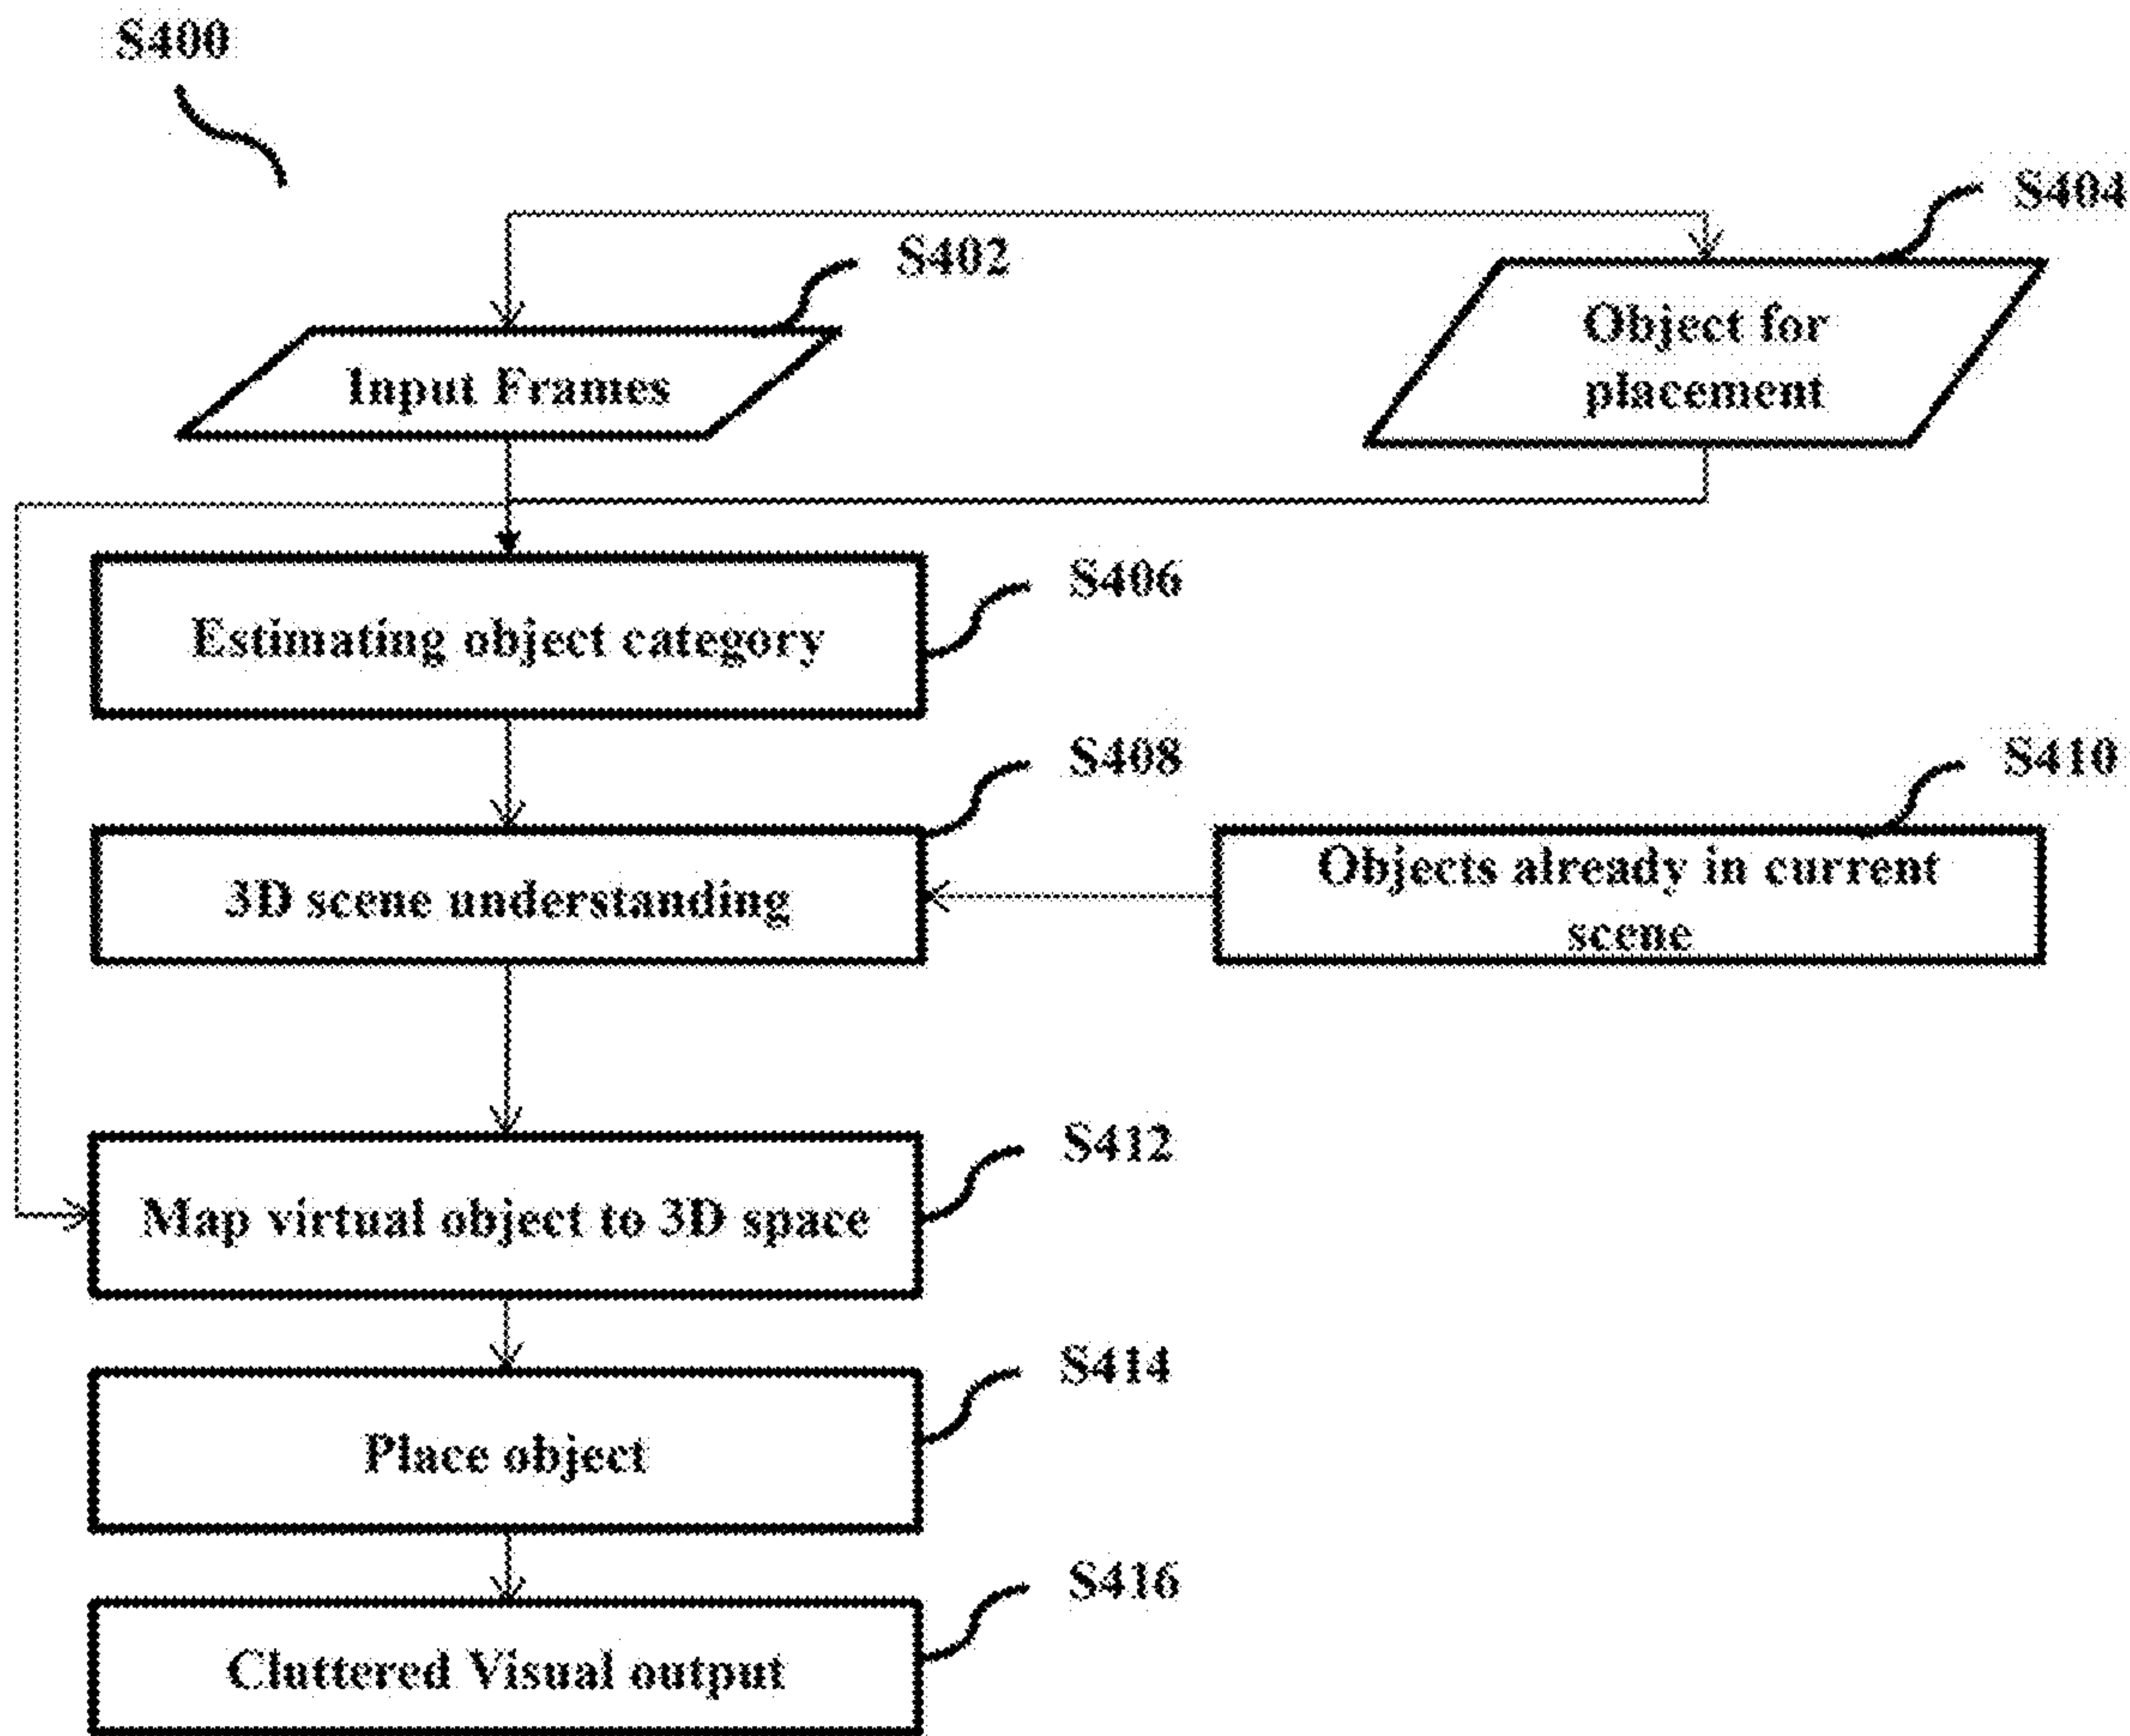 S400
S404
S402
Object for
placement
Input Frames
S406
Estimating object category
S408
S410
3D scene understanding
Objects already in current
scene
S412
Map virtual object to 3D space
S414
Place object
S416
Cluttered Visual output